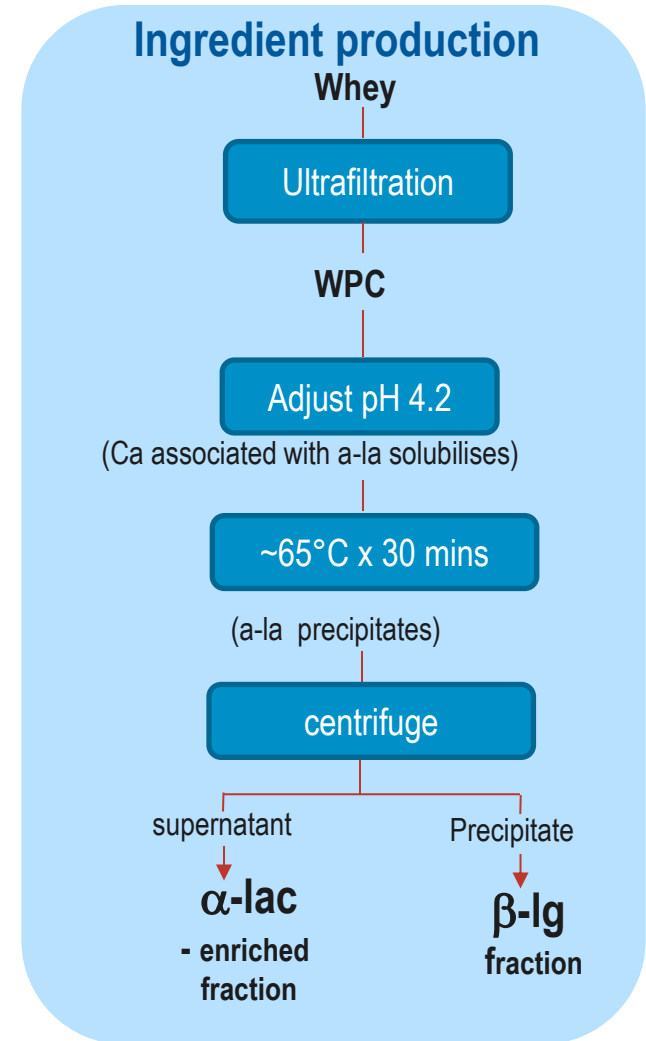 Ingredient production
Whey
Ultrafiltration
WPC
Adjust pH 4.2
(Ca associated with a-la solubilises)
~65°C x 30 mins
(a-la precipitates)
centrifuge
supernatant
Precipitate
α-lac
- enriched
fraction
β-lg
fraction